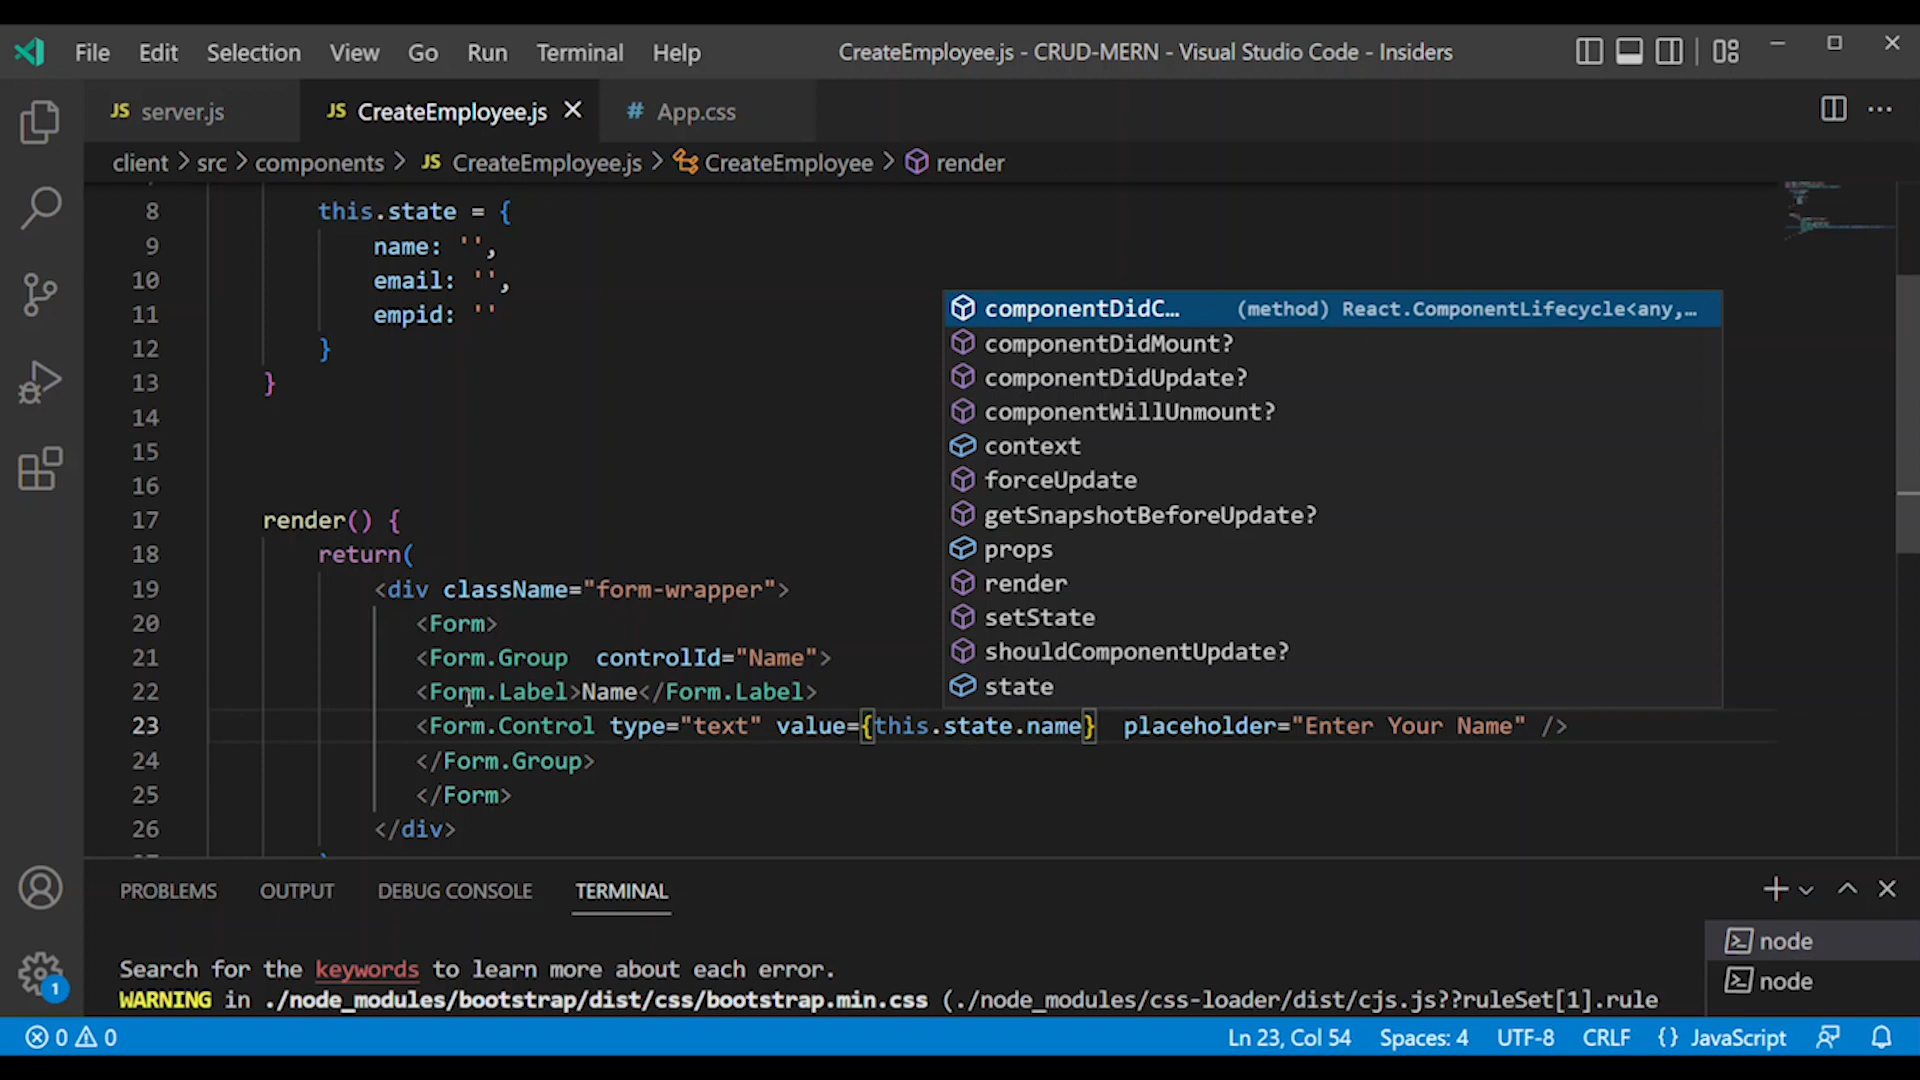 File Edit Selection View Go Run Terminal Help CreateEmployee.js - CRUD-MERN - Visual Studio Code - Insiders
JS server.js JS CreateEmployee.js # App.css
client > src > components > JS CreateEmployee.js > CreateEmployee > render
8 this.state = {
9 name: '',
10 email: '',
11 empid: ''
12 }
13 }
14
15
16
17 render() {
18 return(
19 <div className="form-wrapper">
20 <Form>
21 <Form.Group controlId="Name">
22 <Form.Label>Name</Form.Label>
23 <Form.Control type="text" value={this.state.name} placeholder="Enter Your Name" />
24 </Form.Group>
25 </Form>
26 </div>
componentDidC... (method) React.ComponentLifecycle<any,...
componentDidMount?
componentDidUpdate?
componentWillUnmount?
context
forceUpdate
getSnapshotBeforeUpdate?
props
render
setState
shouldComponentUpdate?
state
PROBLEMS OUTPUT DEBUG CONSOLE TERMINAL
Search for the keywords to learn more about each error.
WARNING in ./node_modules/bootstrap/dist/css/bootstrap.min.css (./node_modules/css-loader/dist/cjs.js??ruleSet[1].rule
node
node
1
0 0 Ln 23, Col 54 Spaces: 4 UTF-8 CRLF {} JavaScript